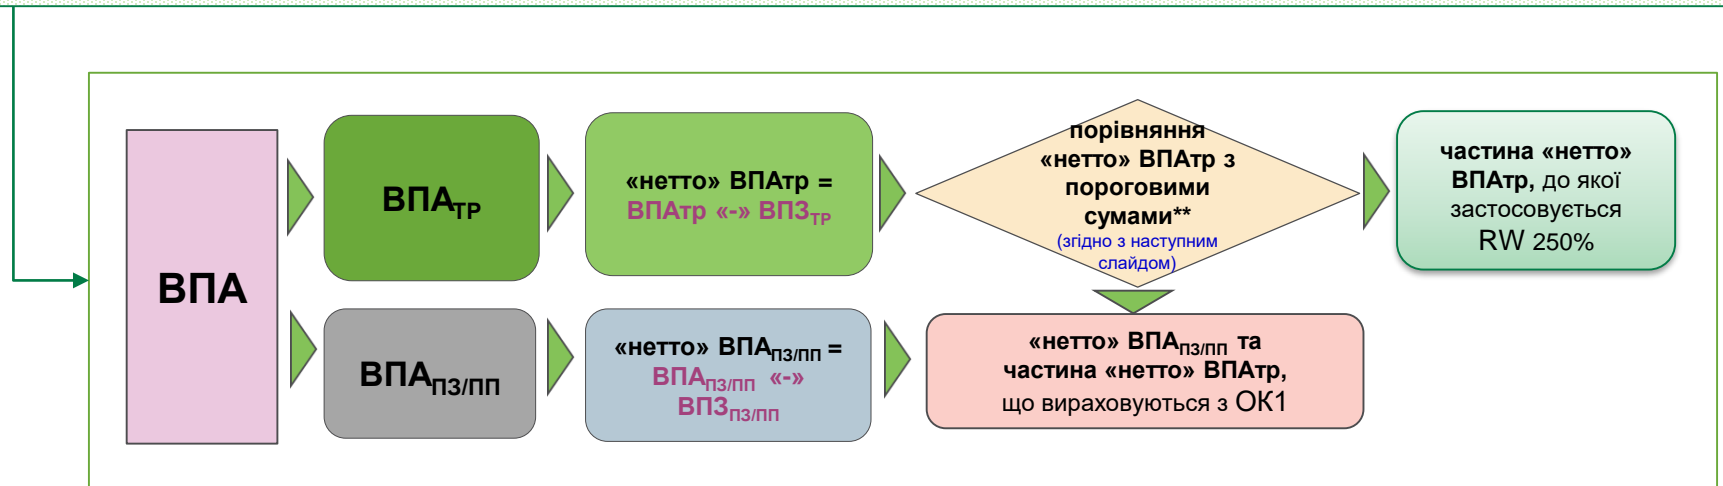 ВПА
ВПАТР
«нетто» ВПАтр =
ВПАтр «-» ВПЗТР
порівняння
«нетто» ВПАтр з
пороговими
сумами**
(згідно з наступним
слайдом)
частина «нетто»
ВПАтр, до якої
застосовується
RW 250%
ВПАПЗ/ПП
«нетто» ВПАПЗ/ПП =
ВПАПЗ/ПП «-»
ВПЗПЗ/ПП
«нетто» ВПАПЗ/ПП та
частина «нетто» ВПАтр,
що вираховуються з ОК1